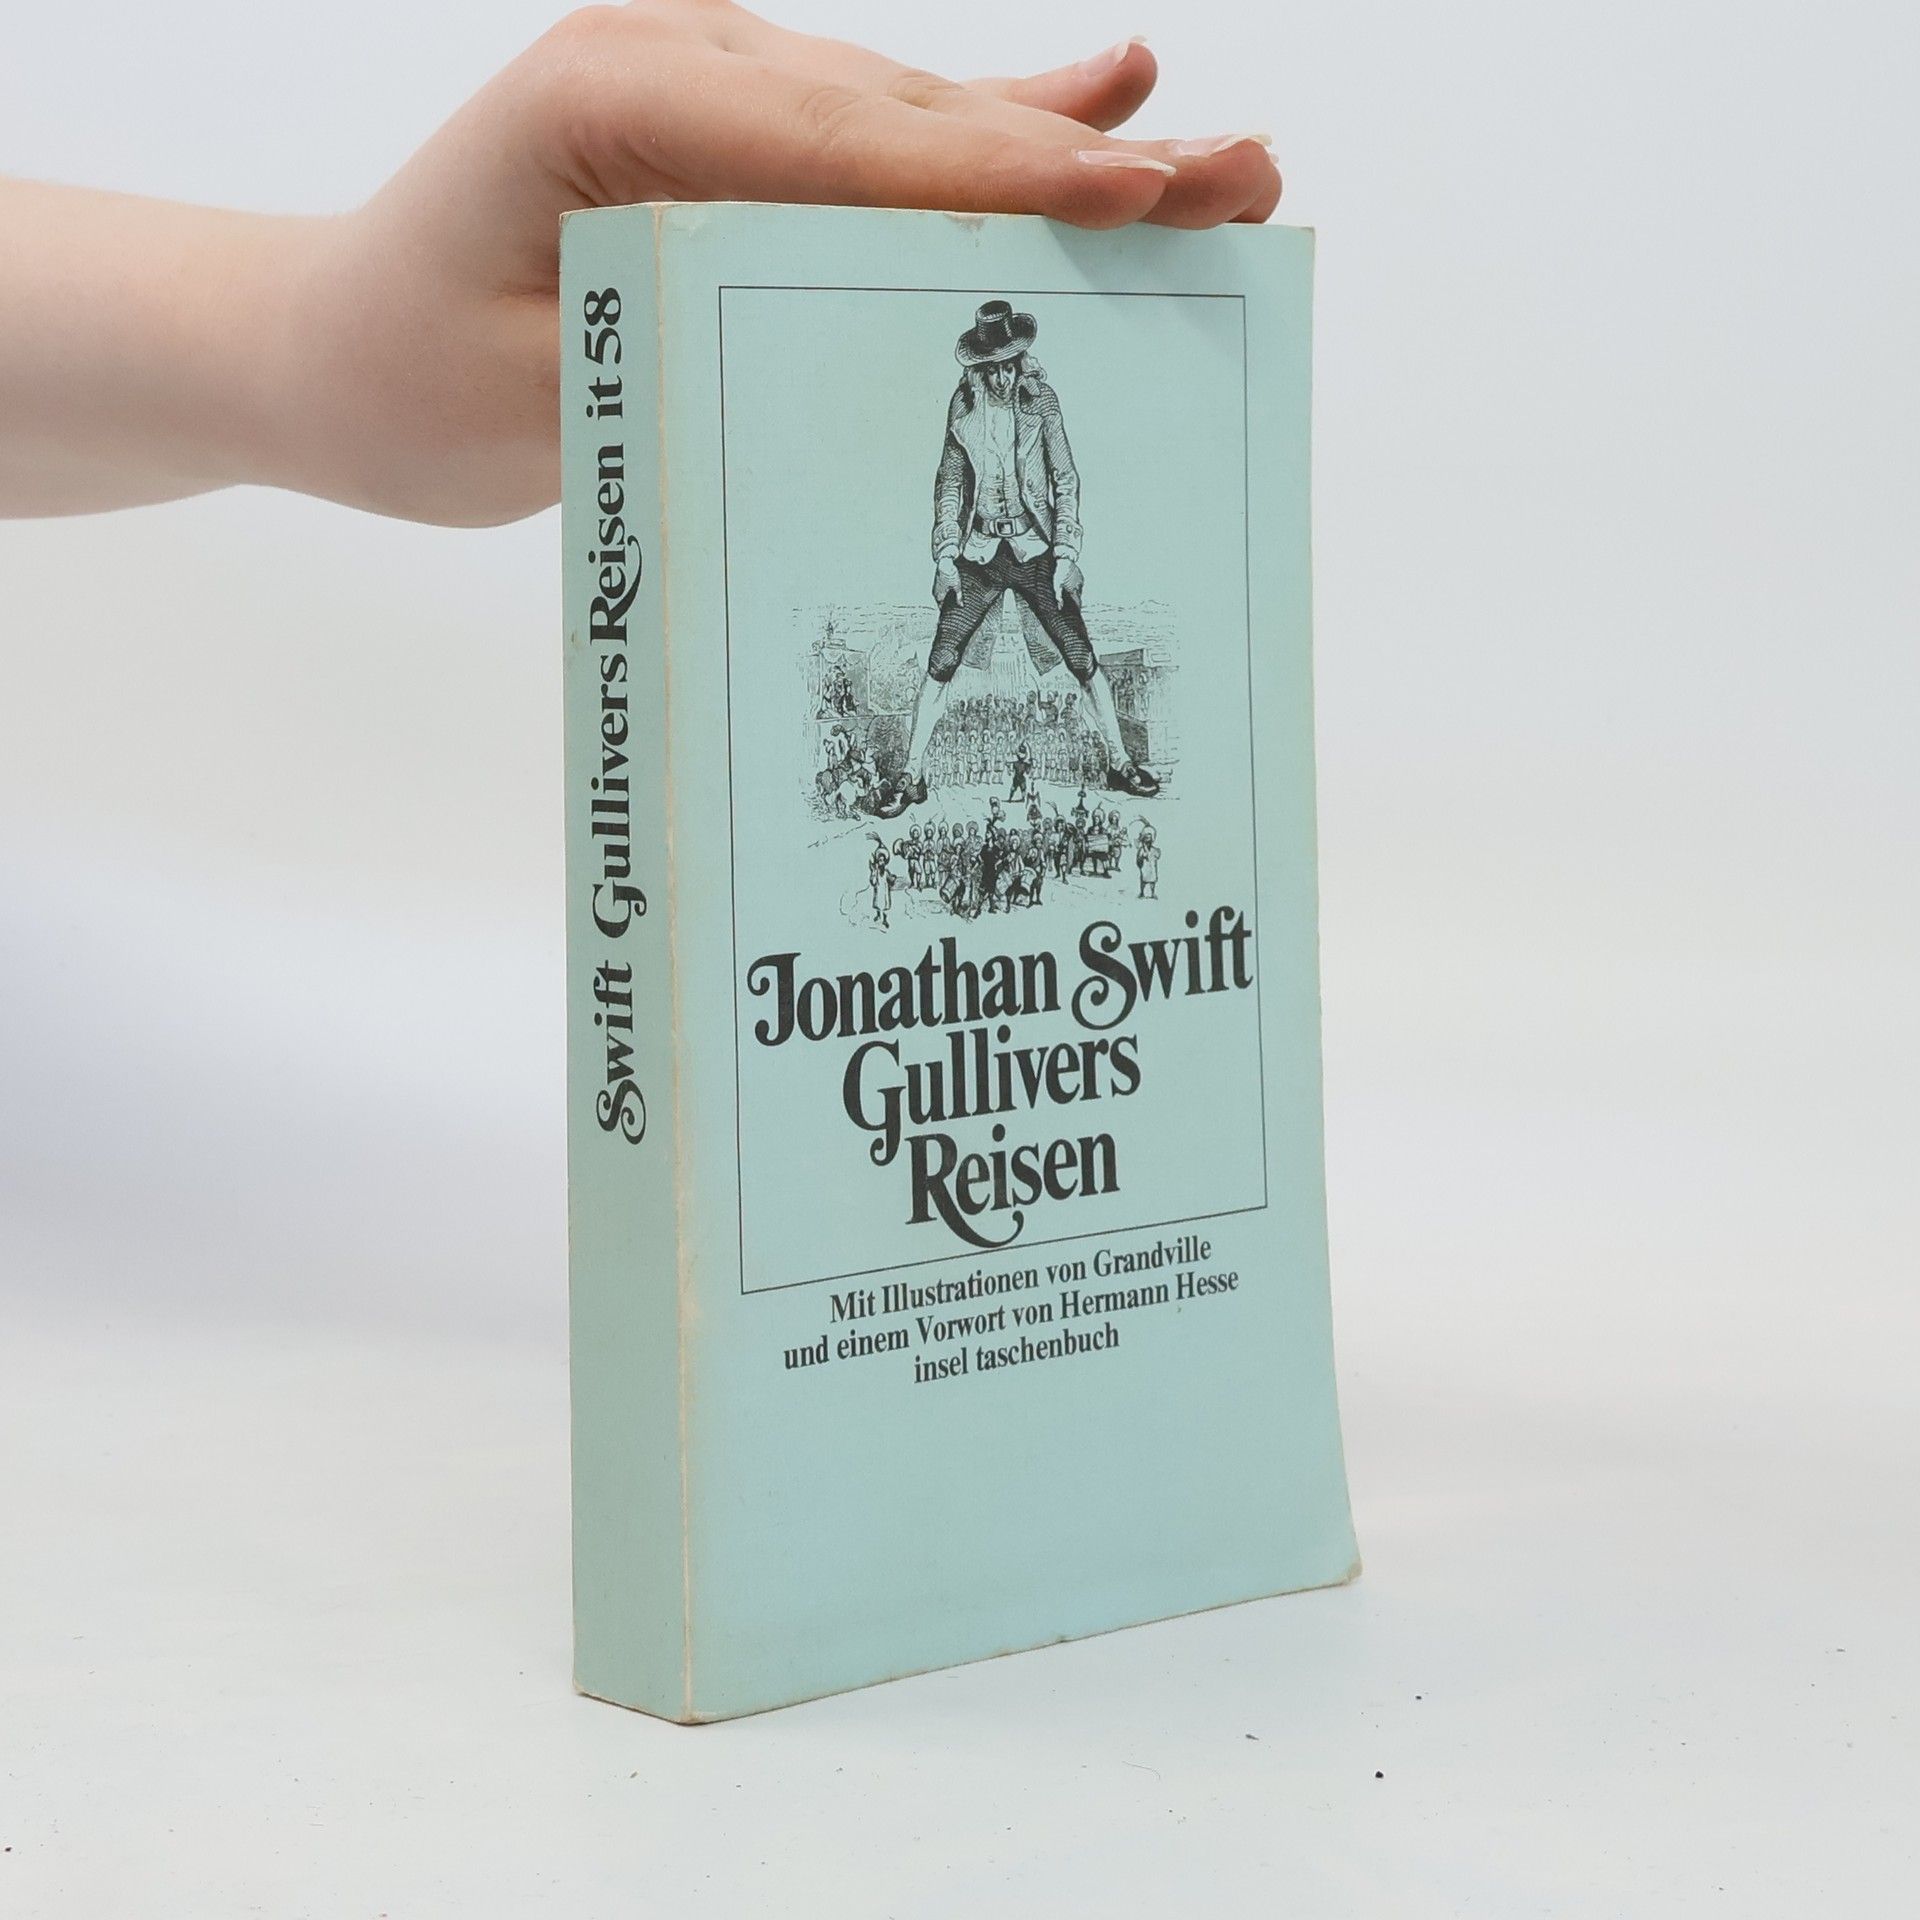 Swift Gullivers Reisen it 58
Jonathan Swift
Gullivers
Reisen
Mit Illustrationen von Grandville
und einem Vorwort von Hermann Hesse
insel taschenbuch